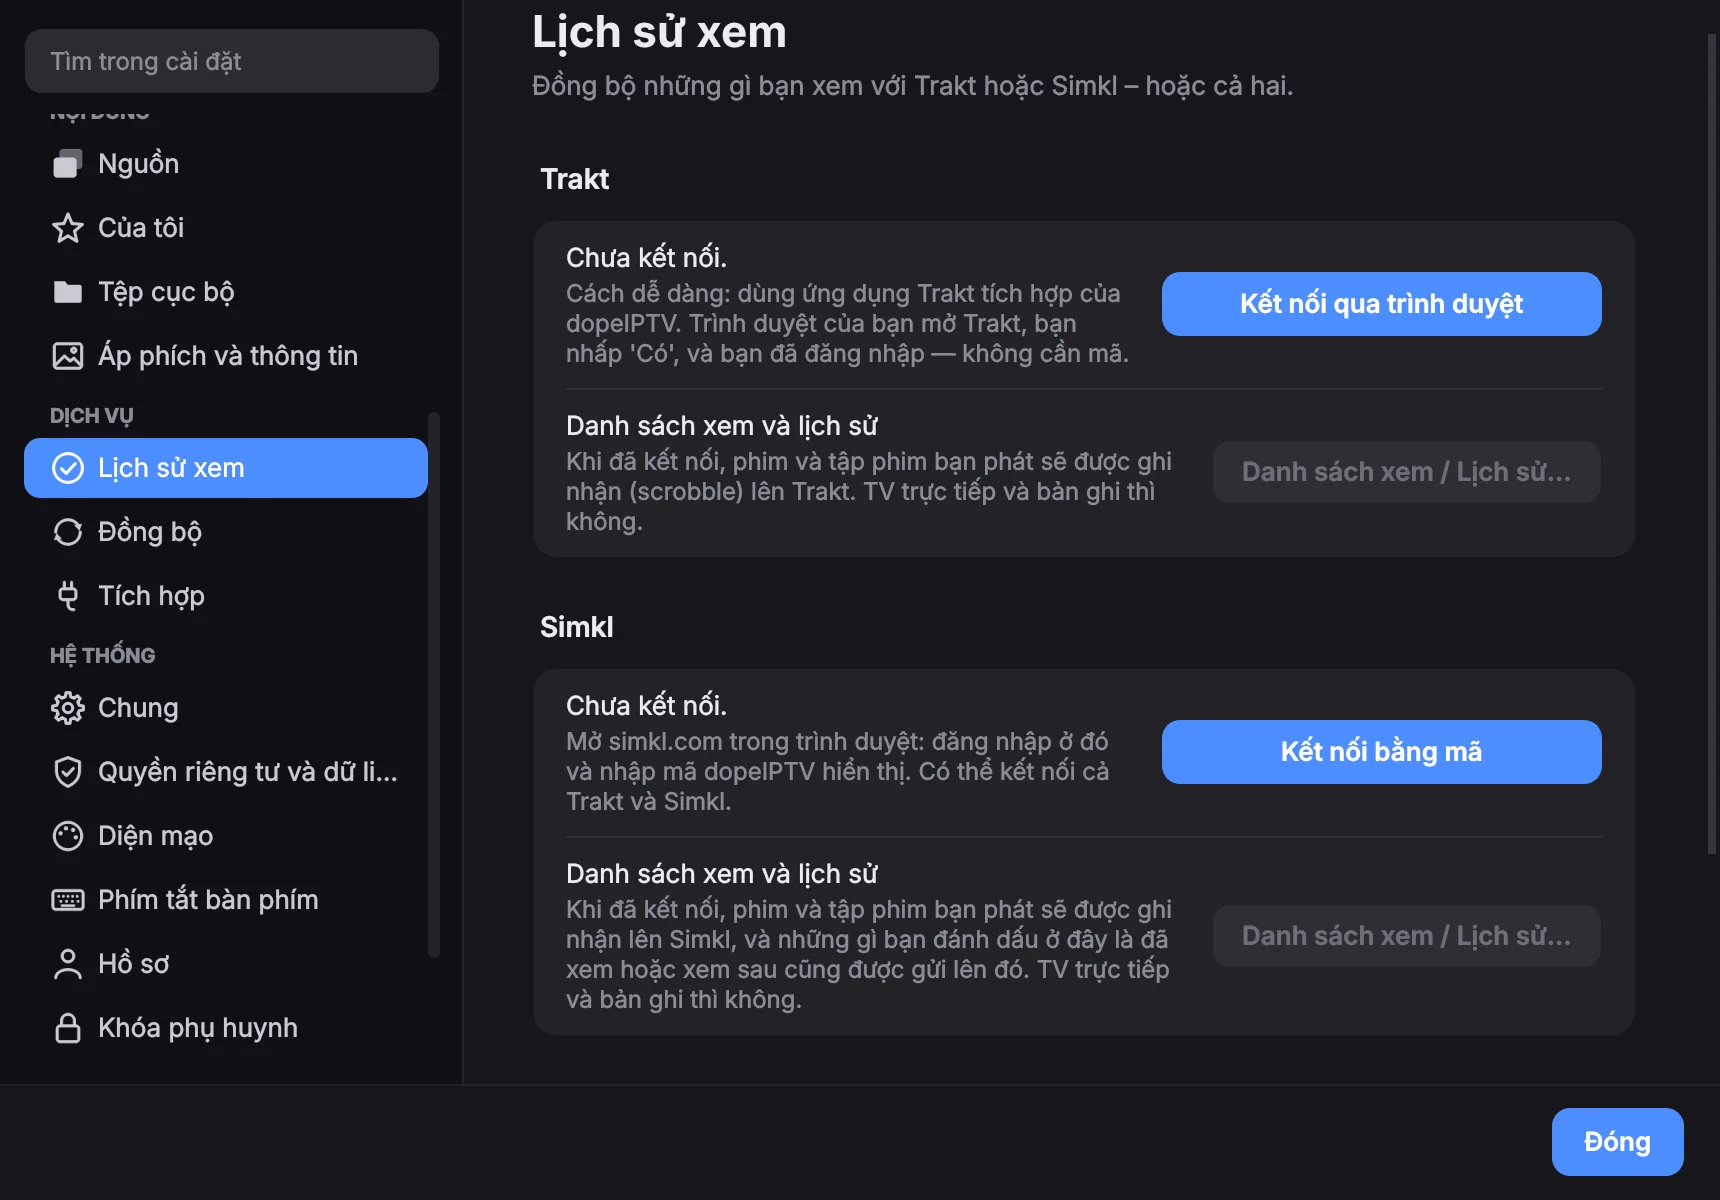 Tìm trong cài đặt
NỘI DUNG
Nguồn
Của tôi
Tệp cục bộ
Áp phích và thông tin
DỊCH VỤ
Lịch sử xem
Đồng bộ
Tích hợp
HỆ THỐNG
Chung
Quyền riêng tư và dữ li...
Diện mạo
Phím tắt bàn phím
Hồ sơ
Khóa phụ huynh
Lịch sử xem
Đồng bộ những gì bạn xem với Trakt hoặc Simkl – hoặc cả hai.
Trakt
Chưa kết nối.
Cách dễ dàng: dùng ứng dụng Trakt tích hợp của
dopeIPTV. Trình duyệt của bạn mở Trakt, bạn
nhấp 'Có', và bạn đã đăng nhập — không cần mã.
Kết nối qua trình duyệt
Danh sách xem và lịch sử
Khi đã kết nối, phim và tập phim bạn phát sẽ được ghi
nhận (scrobble) lên Trakt. TV trực tiếp và bản ghi thì
không.
Danh sách xem / Lịch sử...
Simkl
Chưa kết nối.
Mở simkl.com trong trình duyệt: đăng nhập ở đó
và nhập mã dopeIPTV hiển thị. Có thể kết nối cả
Trakt và Simkl.
Kết nối bằng mã
Danh sách xem và lịch sử
Khi đã kết nối, phim và tập phim bạn phát sẽ được ghi
nhận lên Simkl, và những gì bạn đánh dấu ở đây là đã
xem hoặc xem sau cũng được gửi lên đó. TV trực tiếp
và bản ghi thì không.
Danh sách xem / Lịch sử...
Đóng